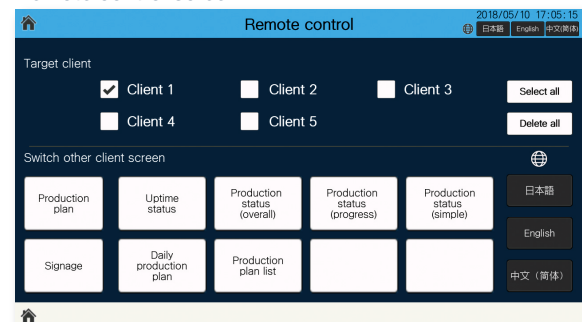 2018/05/10 17:05:15
Remote control
日本語 English 中文(简体)
Target client
Client 1 Client 2 Client 3 Select all
Client 4 Client 5 Delete all
Switch other client screen
Production plan
Uptime status
Production status (overall)
Production status (progress)
Production status (simple)
日本語
English
Signage
Daily production plan
Production plan list
中文（简体）